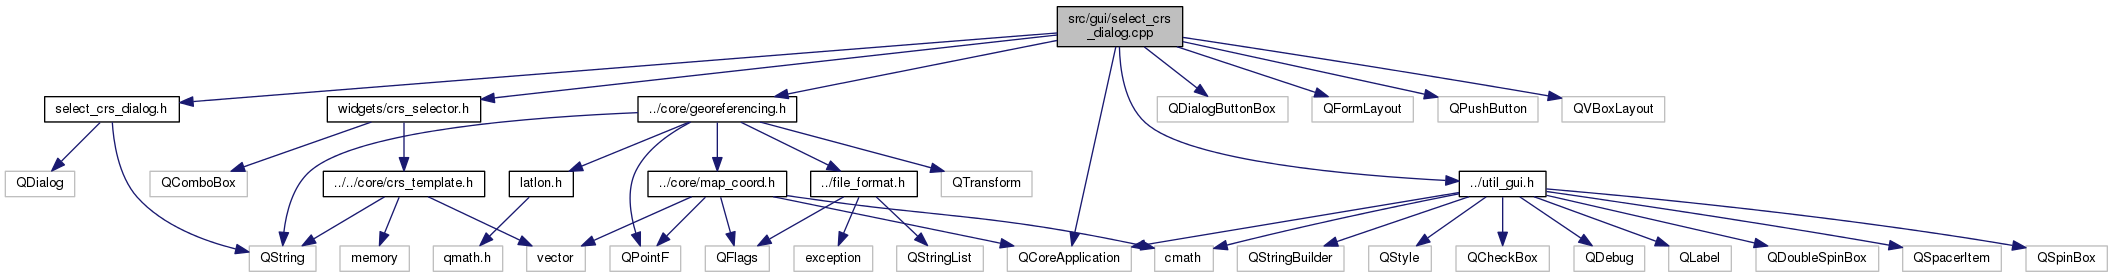 src/gui/select_crs
_dialog.cpp
select_crs_dialog.h
widgets/crs_selector.h
../core/georeferencing.h
QDialogButtonBox
QFormLayout
QPushButton
QVBoxLayout
QDialog
QComboBox
../../core/crs_template.h
latlon.h
../core/map_coord.h
../file_format.h
QTransform
../util_gui.h
QString
memory
qmath.h
vector
QPointF
QFlags
exception
QStringList
QCoreApplication
cmath
QStringBuilder
QStyle
QCheckBox
QDebug
QLabel
QDoubleSpinBox
QSpacerItem
QSpinBox